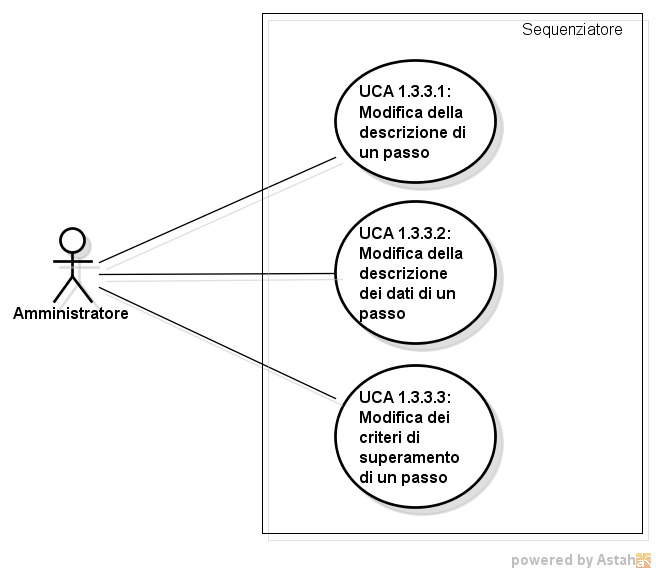 Sequenziatore
UCA 1.3.3.1:
Modifica della
descrizione di
un passo
UCA 1.3.3.2:
Modifica della
descrizione
dei dati di un
passo
Amministratore
UCA 1.3.3.3:
Modifica dei
criteri di
superamento
di un passo
powered by Astah